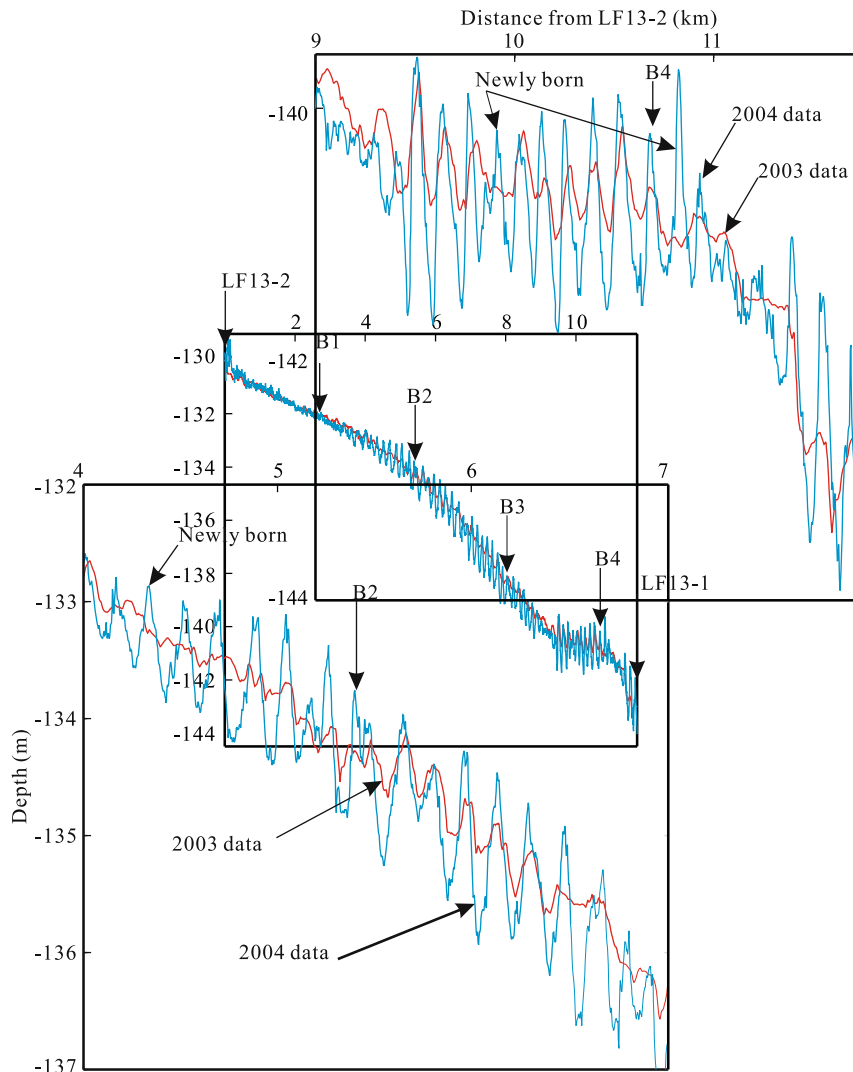 Distance from LF13-2 (km)
9 10 11
Newly born
B4
-140
2004 data
2003 data
LF13-2
2 4 6 8 10
B1
-130
-142
B2
-132
-134
4 5 6 7
-132
B3
-136
Newly born
B4
-138
B2
-144
LF13-1
-133
-140
-142
-134
-144
Depth (m)
2003 data
-135
2004 data
-136
-137